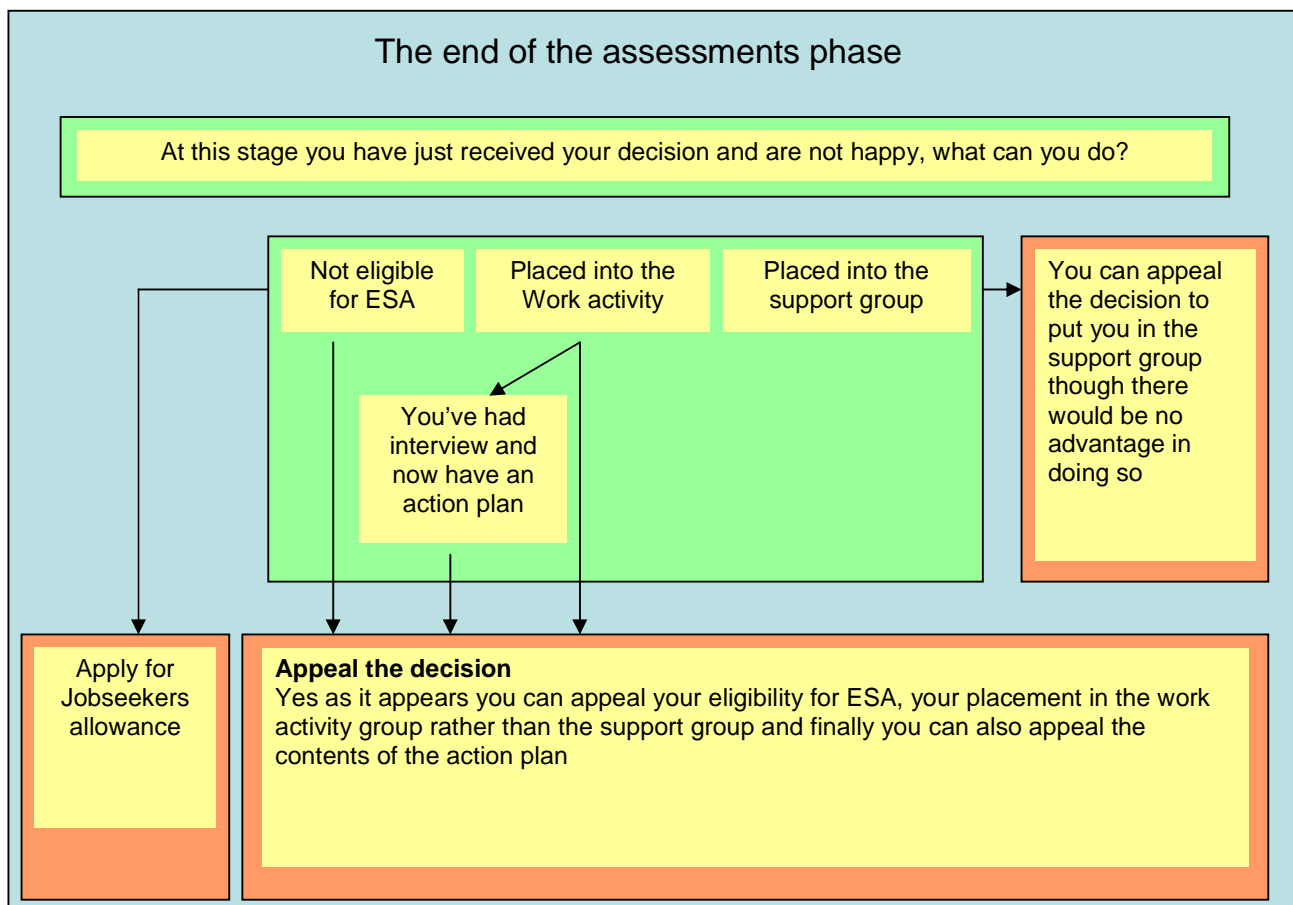 The end of the assessments phase
At this stage you have just received your decision and are not happy, what can you do?
Not eligible
for ESA
Placed into the
Work activity
Placed into the
support group
You can appeal
the decision to
put you in the
support group
though there
would be no
advantage in
doing so
You’ve had
interview and
now have an
action plan
Apply for
Jobseekers
allowance
Appeal the decision
Yes as it appears you can appeal your eligibility for ESA, your placement in the work
activity group rather than the support group and finally you can also appeal the
contents of the action plan